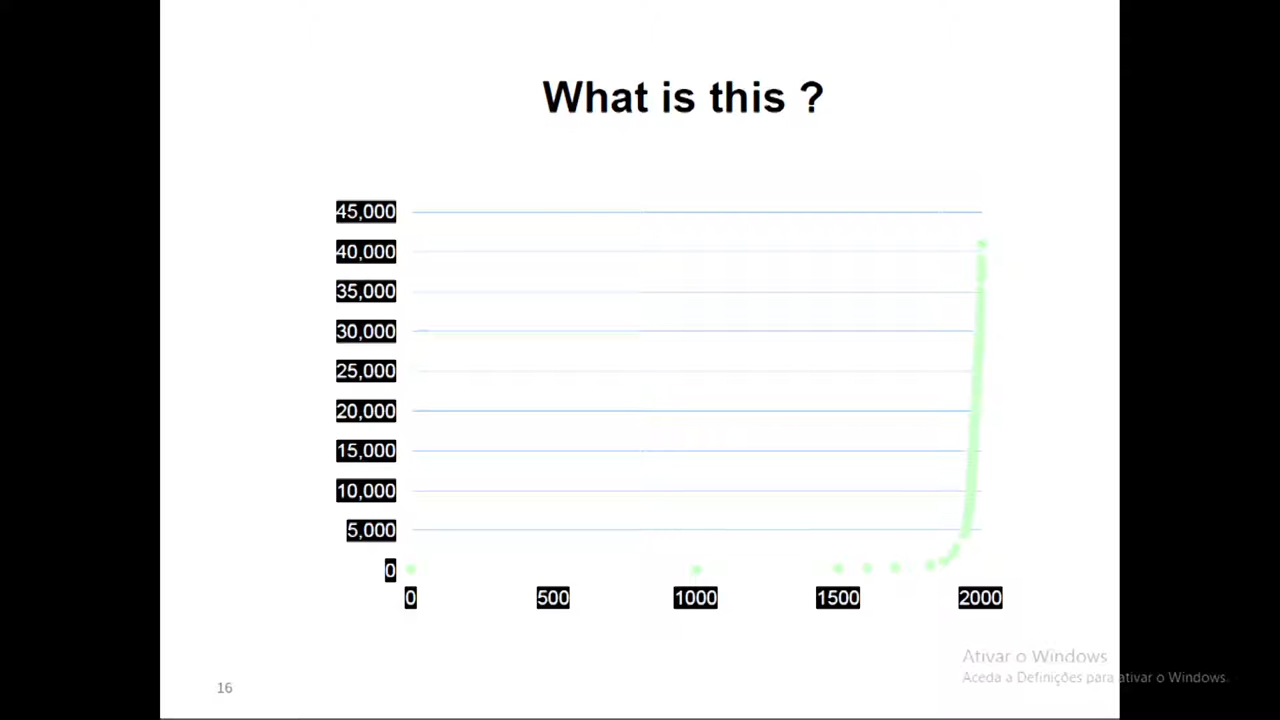 What is this ?
45,000
40,000
35,000
30,000
25,000
20,000
15,000
10,000
5,000
0
0 500 1000 1500 2000
Ativar o Windows
Aceda a Definições para ativar o Windows.
16